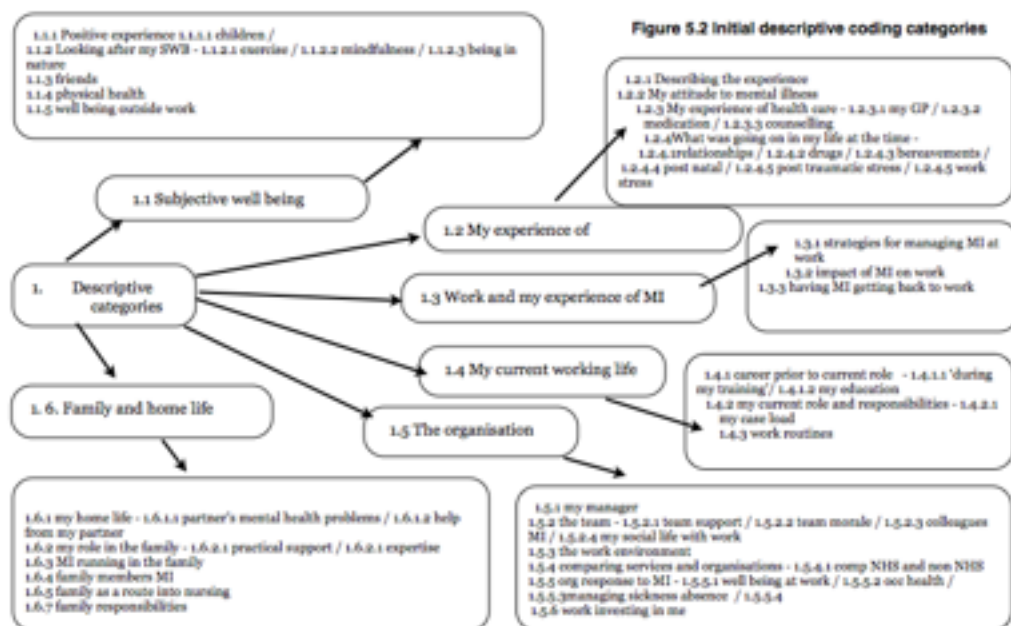 Figure 5.2 Initial descriptive coding categories
1.1.1 Positive experience 1.1.1.1 children /
1.1.2 Looking after my SWB - 1.1.2.1 exercise / 1.1.2.2 mindfulness / 1.1.2.3 being in
nature
1.1.3 friends
1.1.4 physical health
1.1.5 well being outside work
1.2.1 Describing the experience
1.2.2 My attitude to mental illness
1.2.3 My experience of health care - 1.2.3.1 my GP / 1.2.3.2
medication / 1.2.3.3 counselling
1.2.4What was going on in my life at the time -
1.2.4.1relationships / 1.2.4.2 drugs / 1.2.4.3 bereavements /
1.2.4.4 post natal / 1.2.4.5 post traumatic stress / 1.2.4.5 work
stress
1.1 Subjective well being
1.2 My experience of
1.3.1 strategies for managing MI at
work
1.3.2 impact of MI on work
1.3.3 having MI getting back to work
1. Descriptive
categories
1.3 Work and my experience of MI
1.4 My current working life
1.4.1 career prior to current role - 1.4.1.1 'during
my training'/ 1.4.1.2 my education
1.4.2 my current role and responsibilities - 1.4.2.1
my case load
1.4.3 work routines
1. 6. Family and home life
1.5 The organisation
1.6.1 my home life - 1.6.1.1 partner's mental health problems / 1.6.1.2 help
from my partner
1.6.2 my role in the family - 1.6.2.1 practical support / 1.6.2.1 expertise
1.6.3 MI running in the family
1.6.4 family members MI
1.6.5 family as a route into nursing
1.6.7 family responsibilities
1.5.1 my manager
1.5.2 the team - 1.5.2.1 team support / 1.5.2.2 team morale / 1.5.2.3 colleagues
MI / 1.5.2.4 my social life with work
1.5.3 the work environment
1.5.4 comparing services and organisations - 1.5.4.1 comp NHS and non NHS
1.5.5 org response to MI - 1.5.5.1 well being at work / 1.5.5.2 occ health /
1.5.5.3managing sickness absence / 1.5.5.4
1.5.6 work investing in me